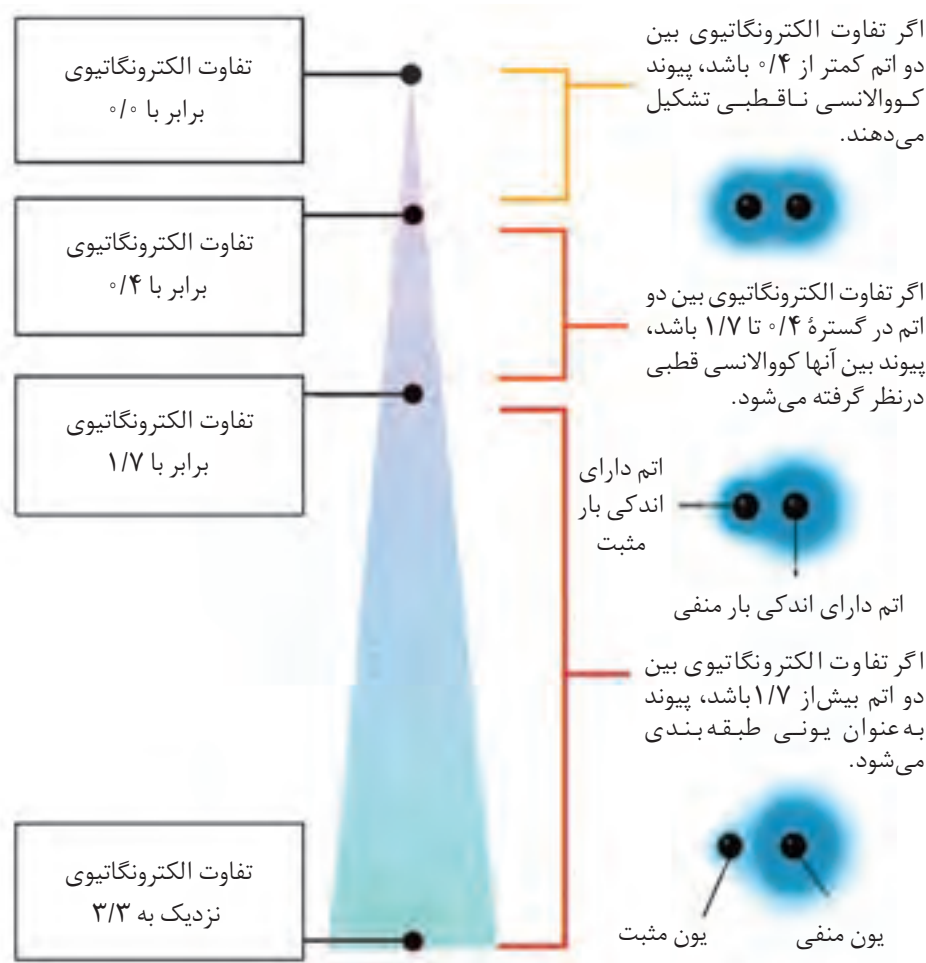 اگر تفاوت الکترونگاتیوی بین
دو اتم کمتر از ۰/۴ باشد، پیوند
کووالانسی ناقطبی تشکیل
می‌دهند.
تفاوت الکترونگاتیوی
برابر با ۰/۰
تفاوت الکترونگاتیوی
برابر با ۰/۴
اگر تفاوت الکترونگاتیوی بین دو
اتم در گسترهٔ ۰/۴ تا ۱/۷ باشد،
پیوند بین آنها کووالانسی قطبی
درنظر گرفته می‌شود.
تفاوت الکترونگاتیوی
برابر با ۱/۷
اتم دارای
اندکی بار
مثبت
اتم دارای اندکی بار منفی
اگر تفاوت الکترونگاتیوی بین
دو اتم بیش‌از ۱/۷باشد، پیوند
به‌عنوان یونی طبقه‌بندی
می‌شود.
تفاوت الکترونگاتیوی
نزدیک به ۳/۳
یون منفی
یون مثبت